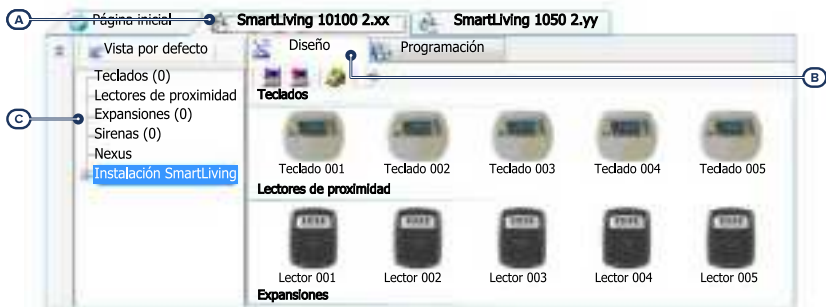 A Página inicial SmartLiving 10100 2.xx SmartLiving 1050 2.yy
Vista por defecto Diseño Programación
B
Teclados (0)
Lectores de proximidad
C Expansiones (0)
Sirenas (0)
Nexus
Instalación SmartLiving
Teclados
Teclado 001 Teclado 002 Teclado 003 Teclado 004 Teclado 005
Lectores de proximidad
Lector 001 Lector 002 Lector 003 Lector 004 Lector 005
Expansiones